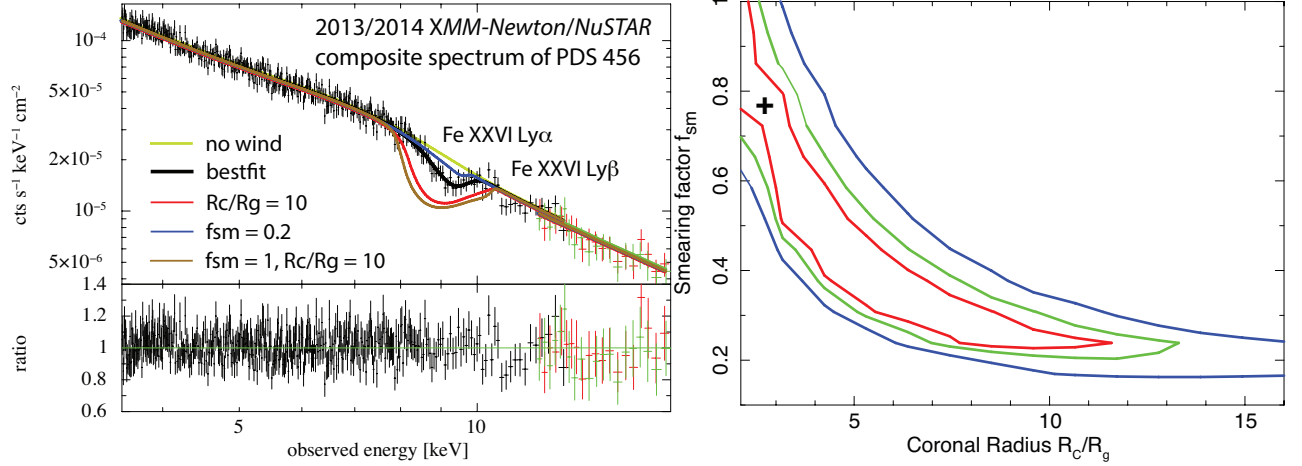 2013/2014 XMM-Newton/NuSTAR
composite spectrum of PDS 456
10⁻⁴
5×10⁻⁵
2×10⁻⁵
10⁻⁵
5×10⁻⁶
cts s⁻¹ keV⁻¹ cm⁻²
Fe XXVI Lyα
Fe XXVI Lyβ
no wind
bestfit
Rc/Rg = 10
fsm = 0.2
fsm = 1, Rc/Rg = 10
1.4
1.2
1
0.8
0.6
ratio
5
10
observed energy [keV]
1
0.8
0.6
0.4
0.2
Smearing factor fsm
5
10
15
Coronal Radius RC/Rg